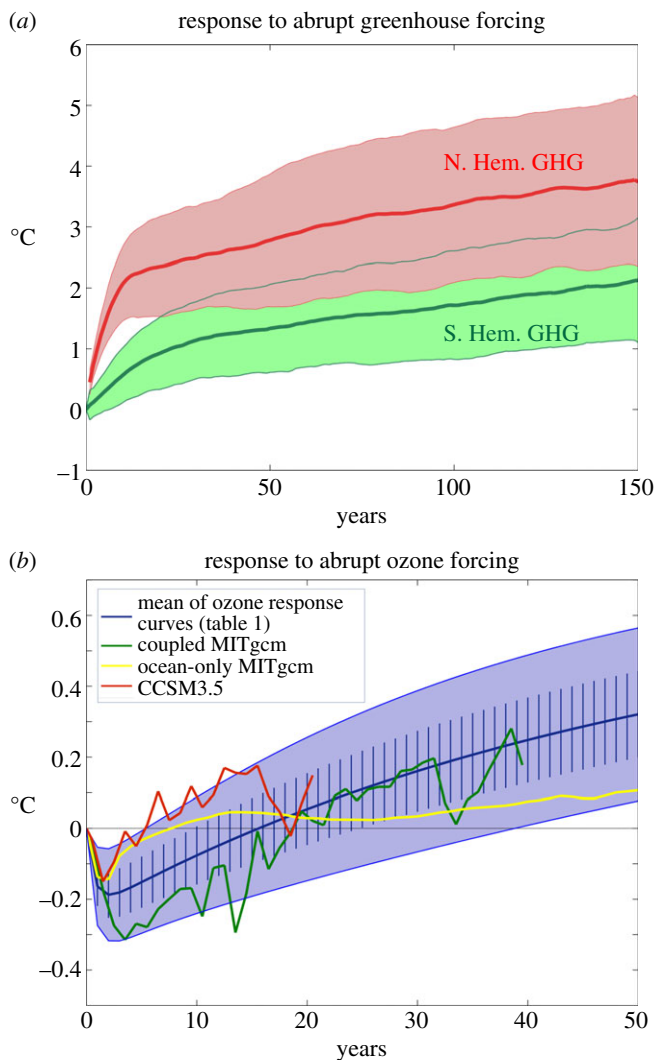 (a) response to abrupt greenhouse forcing
6
5
4
3
2
1
0
–1
°C
N. Hem. GHG
S. Hem. GHG
0 50 100 150
years
(b) response to abrupt ozone forcing
mean of ozone response
curves (table 1)
coupled MITgcm
ocean-only MITgcm
CCSM3.5
0.6
0.4
0.2
0
–0.2
–0.4
°C
0 10 20 30 40 50
years